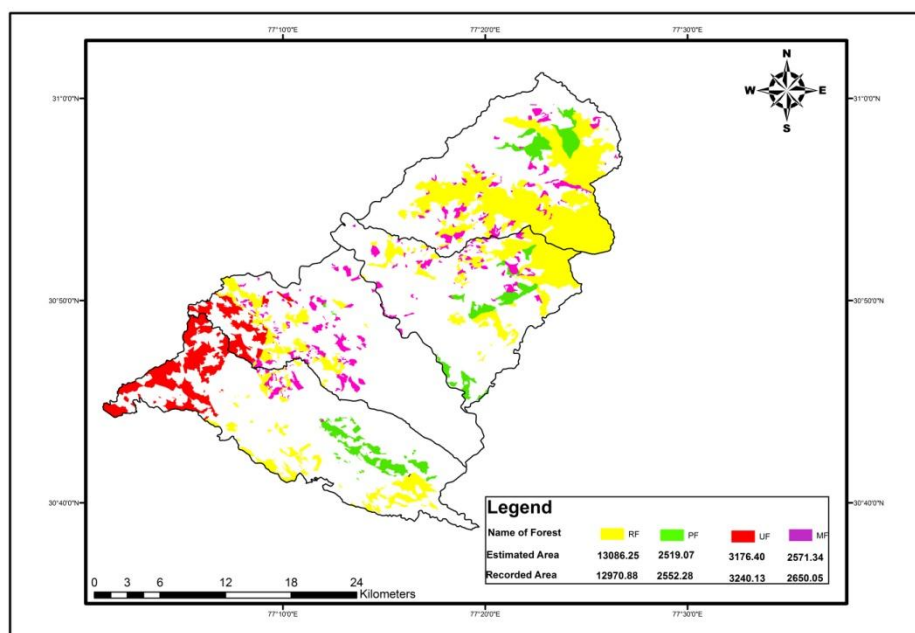 77°10'0"E 77°20'0"E 77°30'0"E
N
W E
S
31°0'0"N 31°0'0"N
30°50'0"N 30°50'0"N
30°40'0"N 30°40'0"N
Legend
Name of Forest RF PF UF MF
Estimated Area 13086.25 2519.07 3176.40 2571.34
Recorded Area 12970.88 2552.28 3240.13 2650.05
0 3 6 12 18 24
Kilometers
77°10'0"E 77°20'0"E 77°30'0"E